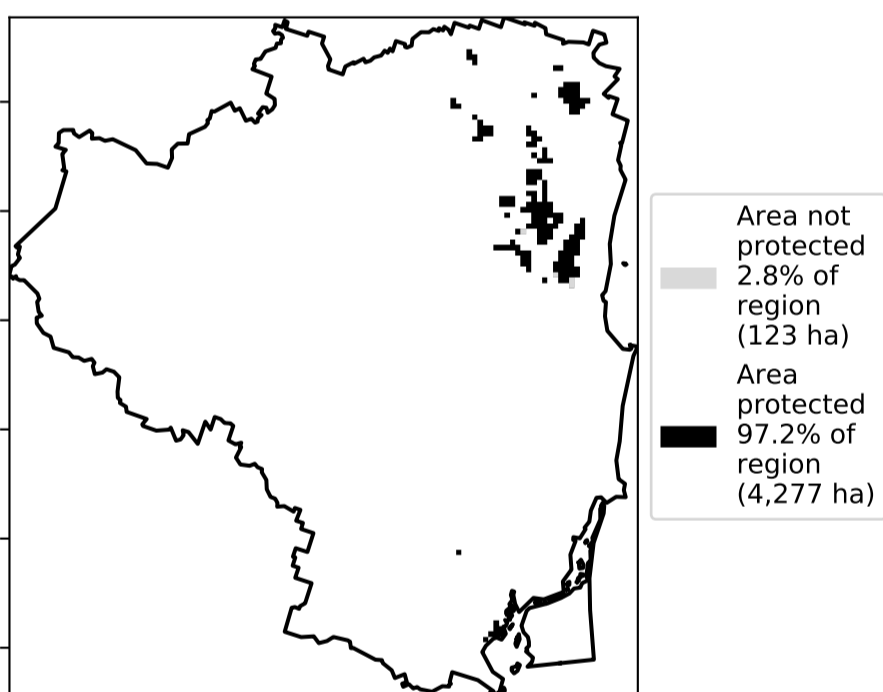 Area not
protected
2.8% of
region
(123 ha)
Area
protected
97.2% of
region
(4,277 ha)